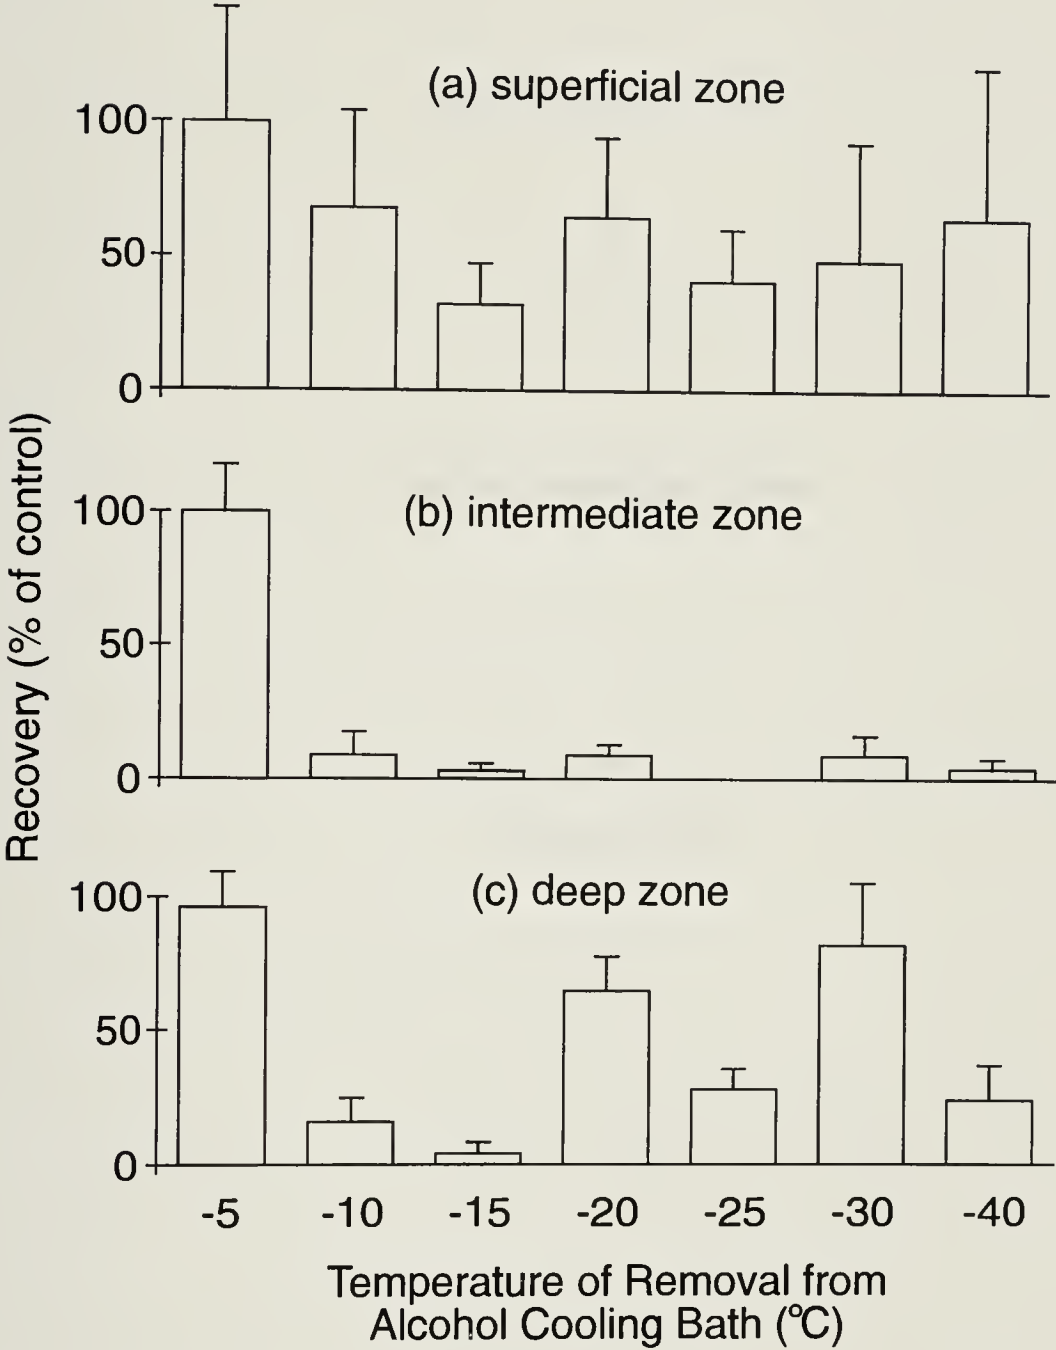 (a) superficial zone
100
50
0
Recovery (% of control)
(b) intermediate zone
100
50
0
(c) deep zone
100
50
0
-5 -10 -15 -20 -25 -30 -40
Temperature of Removal from
Alcohol Cooling Bath (°C)